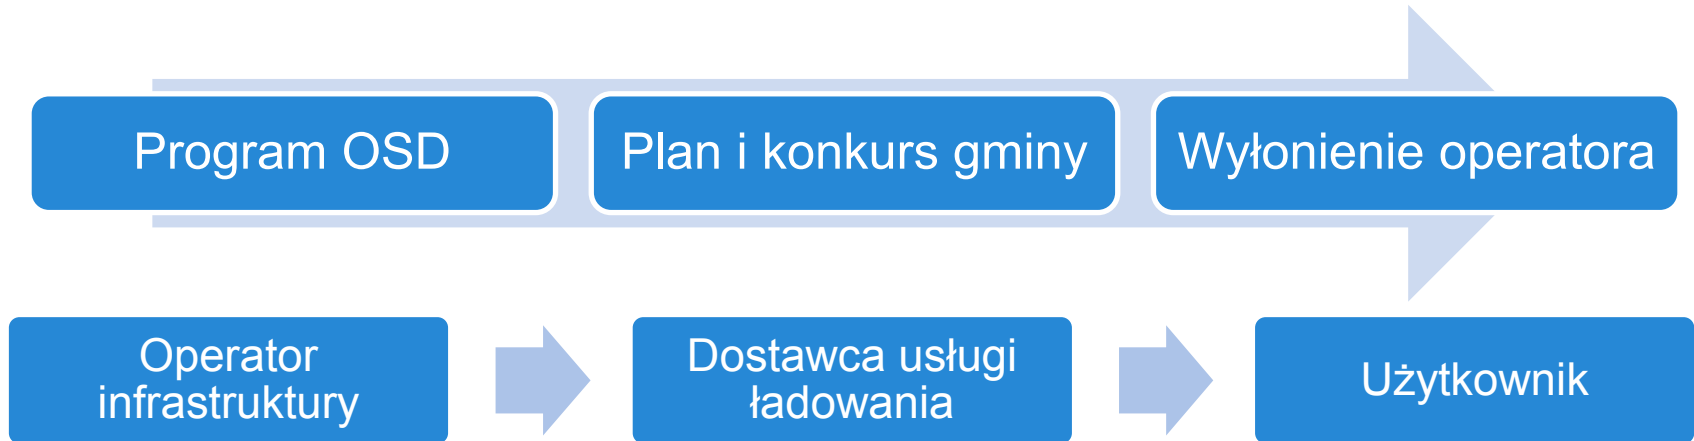 Program OSD
Plan i konkurs gminy
Wyłonienie operatora
Operator
infrastruktury
Dostawca usługi
ładowania
Użytkownik